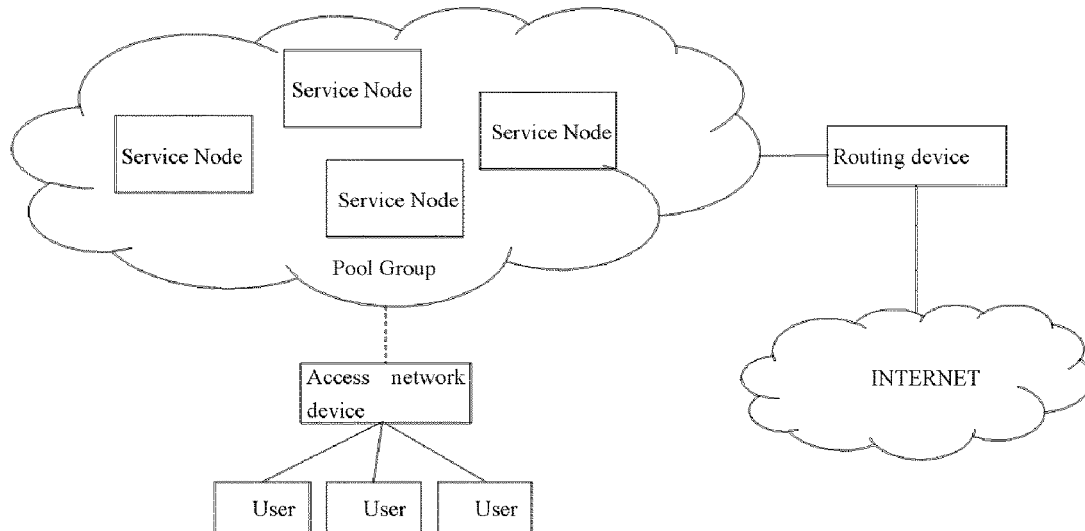 Service Node
Service Node
Service Node
Service Node
Pool Group
Routing device
INTERNET
Access network
device
User
User
User